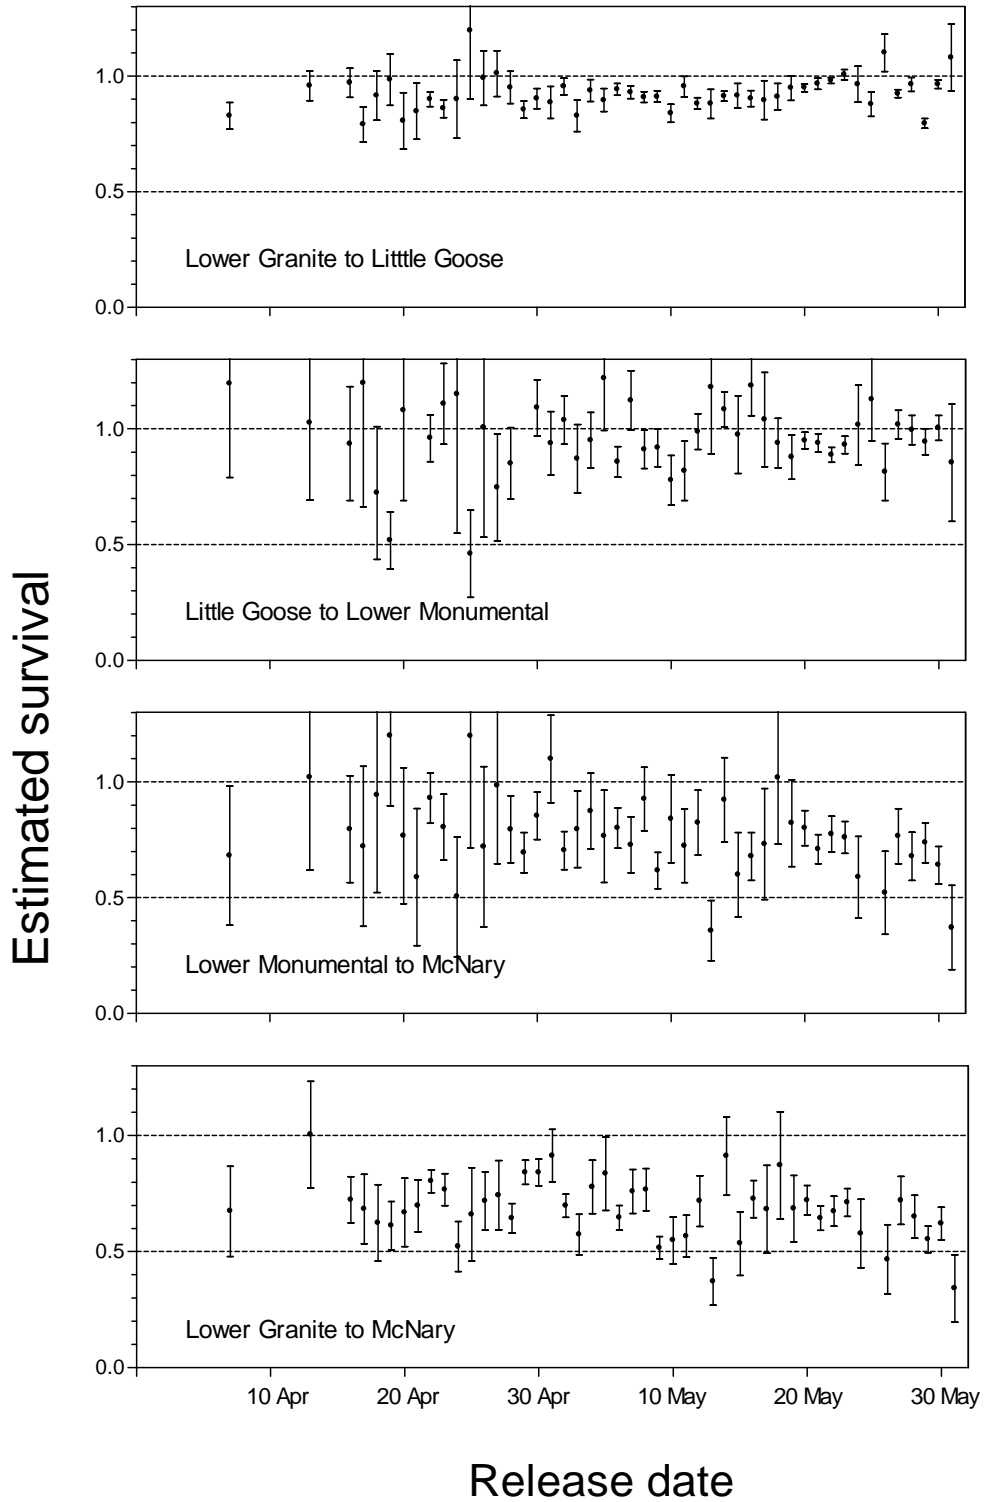 Estimated survival
1.0
0.5
0.0
Lower Granite to Litttle Goose
1.0
0.5
0.0
Little Goose to Lower Monumental
1.0
0.5
0.0
Lower Monumental to McNary
1.0
0.5
0.0
Lower Granite to McNary
10 Apr 20 Apr 30 Apr 10 May 20 May 30 May
Release date